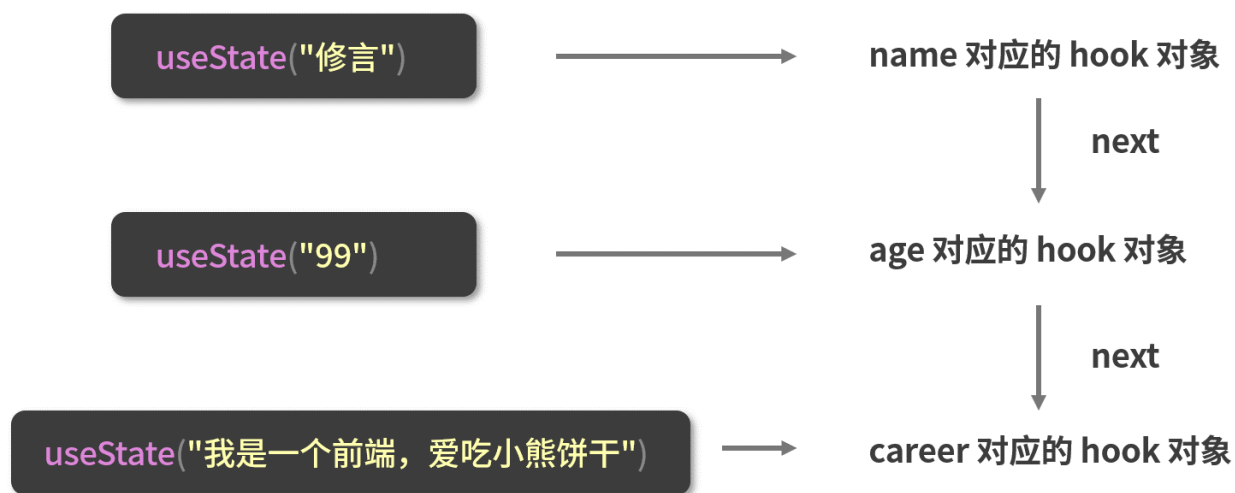 useState("修言")
name 对应的 hook 对象
next
useState("99")
age 对应的 hook 对象
next
useState("我是一个前端，爱吃小熊饼干")
career 对应的 hook 对象